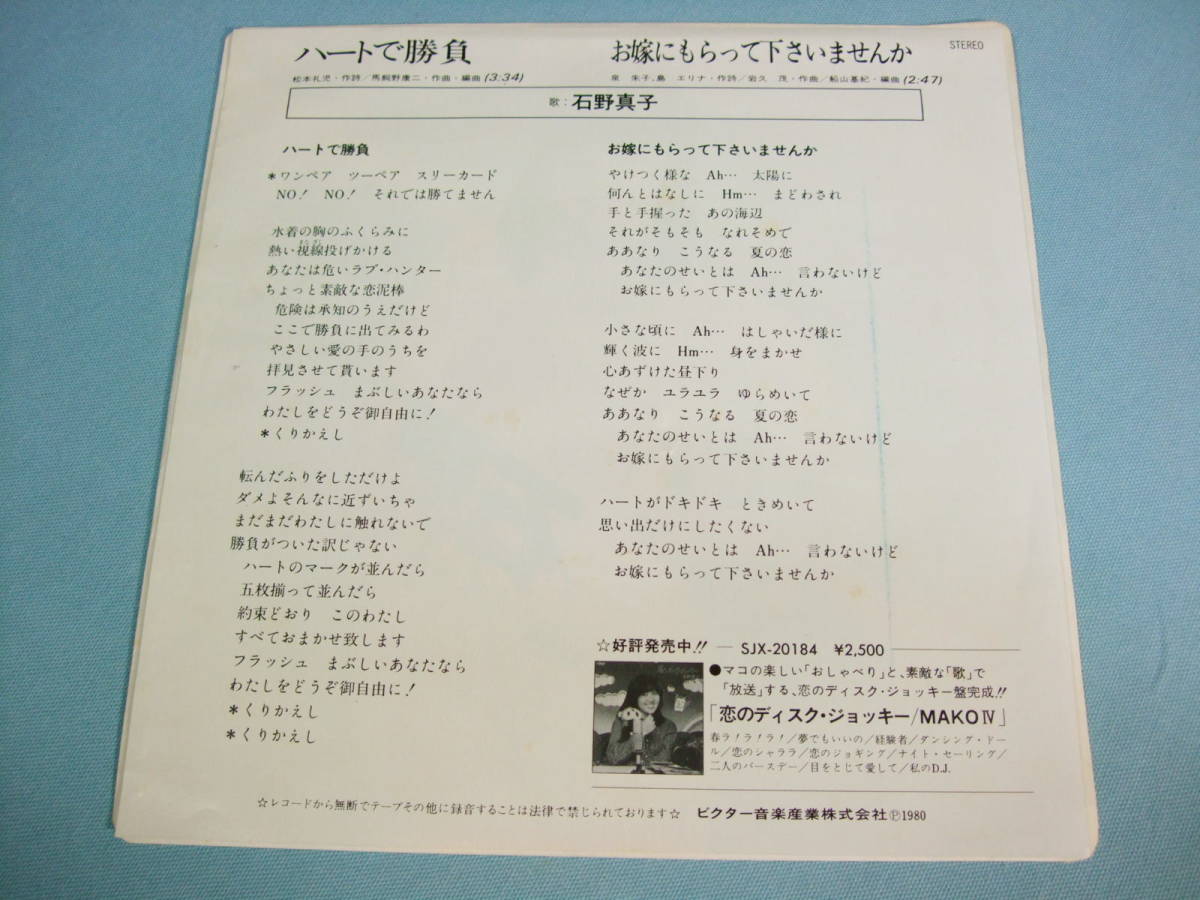 ハートで勝負
松本礼児・作詩／馬飼野康二・作曲・編曲(3:34)
お嫁にもらって下さいませんか
泉 朱子、島 エリナ・作詩／岩久 茂・作曲／船山基紀・編曲(2:47)
STEREO
歌：石野真子
ハートで勝負
＊ワンペア ツーペア スリーカード
NO！ NO！ それでは勝てません
水着の胸のふくらみに
熱い視線投げかける
あなたは危いラブ・ハンター
ちょっと素敵な恋泥棒
危険は承知のうえだけど
ここで勝負に出てみるわ
やさしい愛の手のうちを
拝見させて貰います
フラッシュ まぶしいあなたなら
わたしをどうぞ御自由に！
＊くりかえし
転んだふりをしただけよ
ダメよそんなに近ずいちゃ
まだまだわたしに触れないで
勝負がついた訳じゃない
ハートのマークが並んだら
五枚揃って並んだら
約束どおり このわたし
すべておまかせ致します
フラッシュ まぶしいあなたなら
わたしをどうぞ御自由に！
＊くりかえし
＊くりかえし
お嫁にもらって下さいませんか
やけつく様な Ah… 太陽に
何んとはなしに Hm… まどわされ
手と手握った あの海辺
それがそもそも なれそめで
ああなり こうなる 夏の恋
あなたのせいとは Ah… 言わないけど
お嫁にもらって下さいませんか
小さな頃に Ah… はしゃいだ様に
輝く波に Hm… 身をまかせ
心あずけた昼下り
なぜか ユラユラ ゆらめいて
ああなり こうなる 夏の恋
あなたのせいとは Ah… 言わないけど
お嫁にもらって下さいませんか
ハートがドキドキ ときめいて
思い出だけにしたくない
あなたのせいとは Ah… 言わないけど
お嫁にもらって下さいませんか
☆好評発売中!! — SJX-20184 ¥2,500
●マコの楽しい「おしゃべり」と、素敵な「歌」で
「放送」する、恋のディスク・ジョッキー盤完成!!
「恋のディスク・ジョッキー/MAKOⅣ」
春ラ！ラ！ラ！／夢でもいいの／経験者／ダンシング・ドー
ル／恋のシャララ／恋のジョギング／ナイト・セーリング／
二人のバースデー／目をとじて愛して／私のD.J.
☆レコードから無断でテープその他に録音することは法律で禁じられております☆ ビクター音楽産業株式会社Ⓟ1980